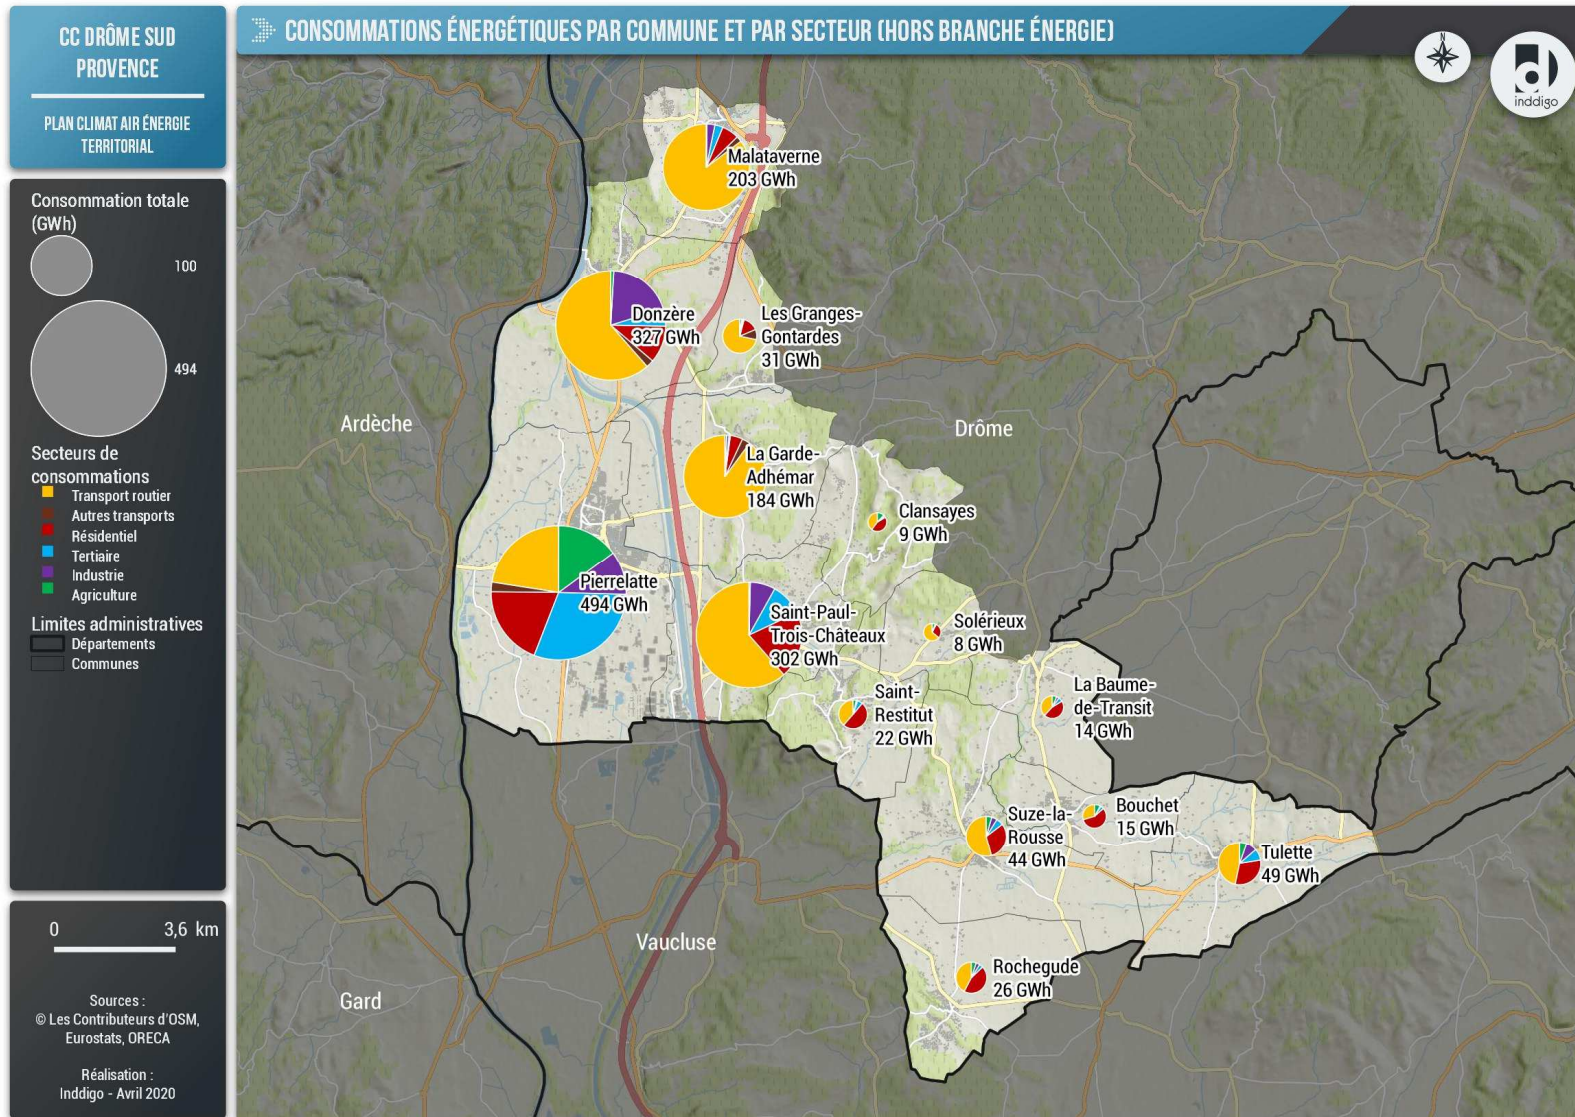 CC DRÔME SUD
PROVENCE
PLAN CLIMAT AIR ÉNERGIE
TERRITORIAL
CONSOMMATIONS ÉNERGÉTIQUES PAR COMMUNE ET PAR SECTEUR (HORS BRANCHE ÉNERGIE)
N
inddigo
Consommation totale
(GWh)
100
494
Secteurs de
consommations
Transport routier
Autres transports
Résidentiel
Tertiaire
Industrie
Agriculture
Limites administratives
Départements
Communes
0 3,6 km
Sources :
© Les Contributeurs d'OSM,
Eurostats, ORECA
Réalisation :
Inddigo - Avril 2020
Malataverne
203 GWh
Donzère
327 GWh
Les Granges-
Gontardes
31 GWh
Ardèche
Drôme
La Garde-
Adhémar
184 GWh
Clansayes
9 GWh
Pierrelatte
494 GWh
Saint-Paul-
Trois-Châteaux
302 GWh
Solérieux
8 GWh
Saint-
Restitut
22 GWh
La Baume-
de-Transit
14 GWh
Suze-la-
Rousse
44 GWh
Bouchet
15 GWh
Tulette
49 GWh
Vaucluse
Rochegude
26 GWh
Gard